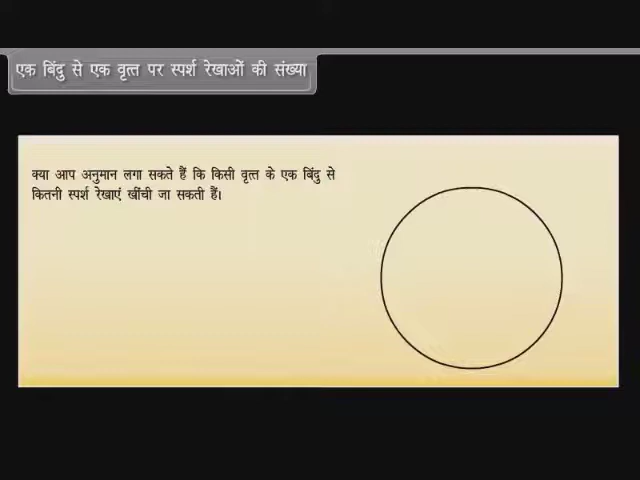 एक बिंदु से एक वृत्त पर स्पर्श रेखाओं की संख्या
क्या आप अनुमान लगा सकते हैं कि किसी वृत्त के एक बिंदु से
कितनी स्पर्श रेखाएं खींची जा सकती हैं।